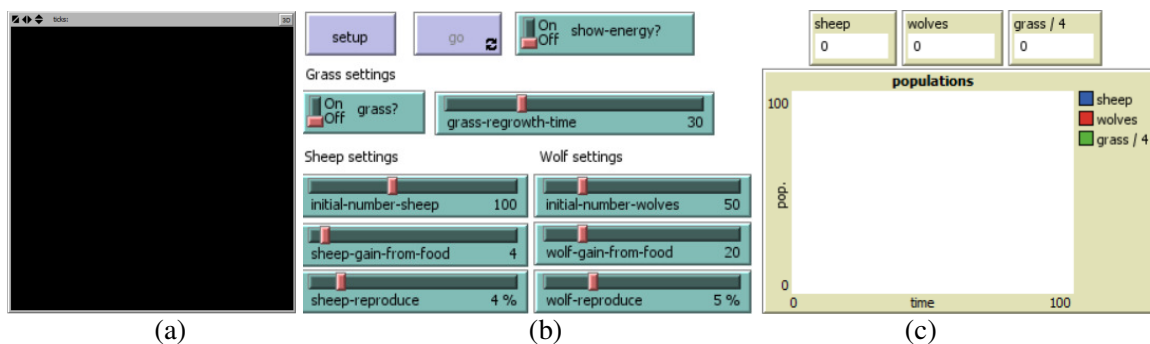 ticks:
3D
setup
go
On
Off
show-energy?
Grass settings
On
Off
grass?
grass-regrowth-time 30
Sheep settings
Wolf settings
initial-number-sheep 100
initial-number-wolves 50
sheep-gain-from-food 4
wolf-gain-from-food 20
sheep-reproduce 4 %
wolf-reproduce 5 %
sheep
0
wolves
0
grass / 4
0
populations
100
pop.
0
0
time
100
sheep
wolves
grass / 4
(a)
(b)
(c)